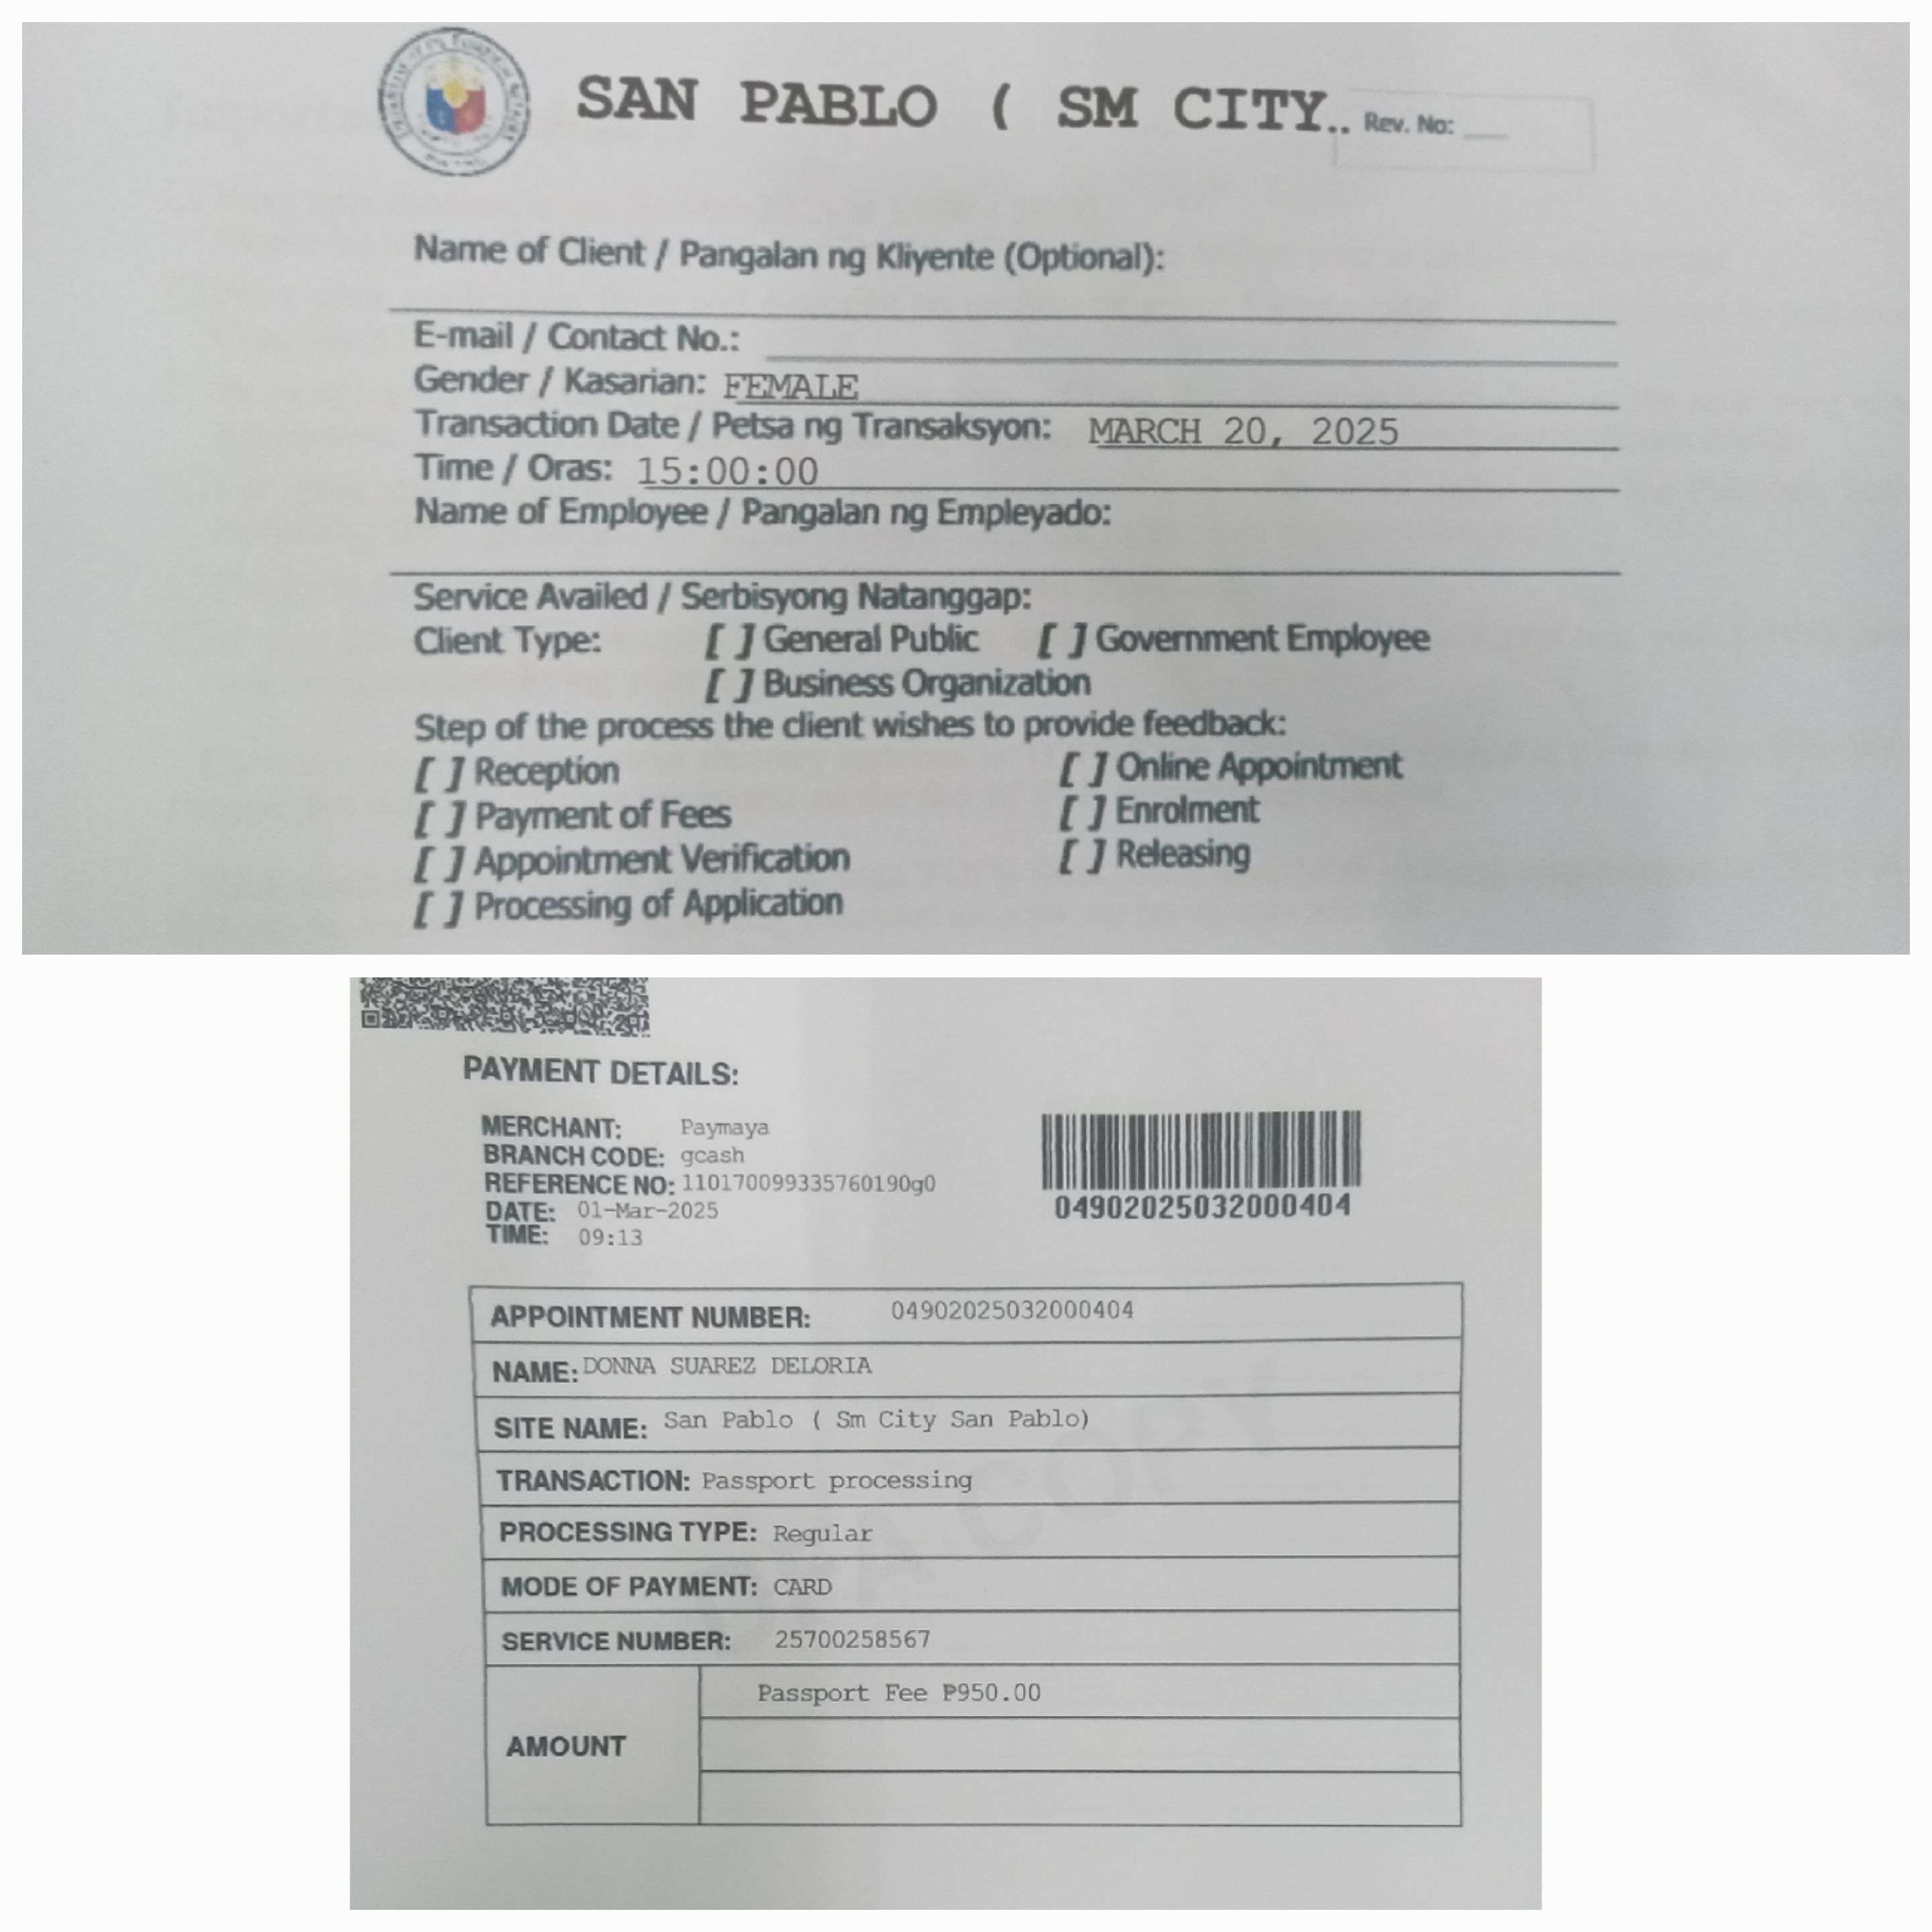 SAN PABLO ( SM CITY..
Rev. No: ___
Name of Client / Pangalan ng Kliyente (Optional):
E-mail / Contact No.:
Gender / Kasarian: FEMALE
Transaction Date / Petsa ng Transaksyon: MARCH 20, 2025
Time / Oras: 15:00:00
Name of Employee / Pangalan ng Empleyado:
Service Availed / Serbisyong Natanggap:
Client Type: [ ] General Public [ ] Government Employee
[ ] Business Organization
Step of the process the client wishes to provide feedback:
[ ] Reception [ ] Online Appointment
[ ] Payment of Fees [ ] Enrolment
[ ] Appointment Verification [ ] Releasing
[ ] Processing of Application
PAYMENT DETAILS:
MERCHANT: Paymaya
BRANCH CODE: gcash
REFERENCE NO: 110170099335760190g0
DATE: 01-Mar-2025
TIME: 09:13
04902025032000404
APPOINTMENT NUMBER: 04902025032000404
NAME: DONNA SUAREZ DELORIA
SITE NAME: San Pablo ( Sm City San Pablo)
TRANSACTION: Passport processing
PROCESSING TYPE: Regular
MODE OF PAYMENT: CARD
SERVICE NUMBER: 25700258567
AMOUNT
Passport Fee ₱950.00
COPY